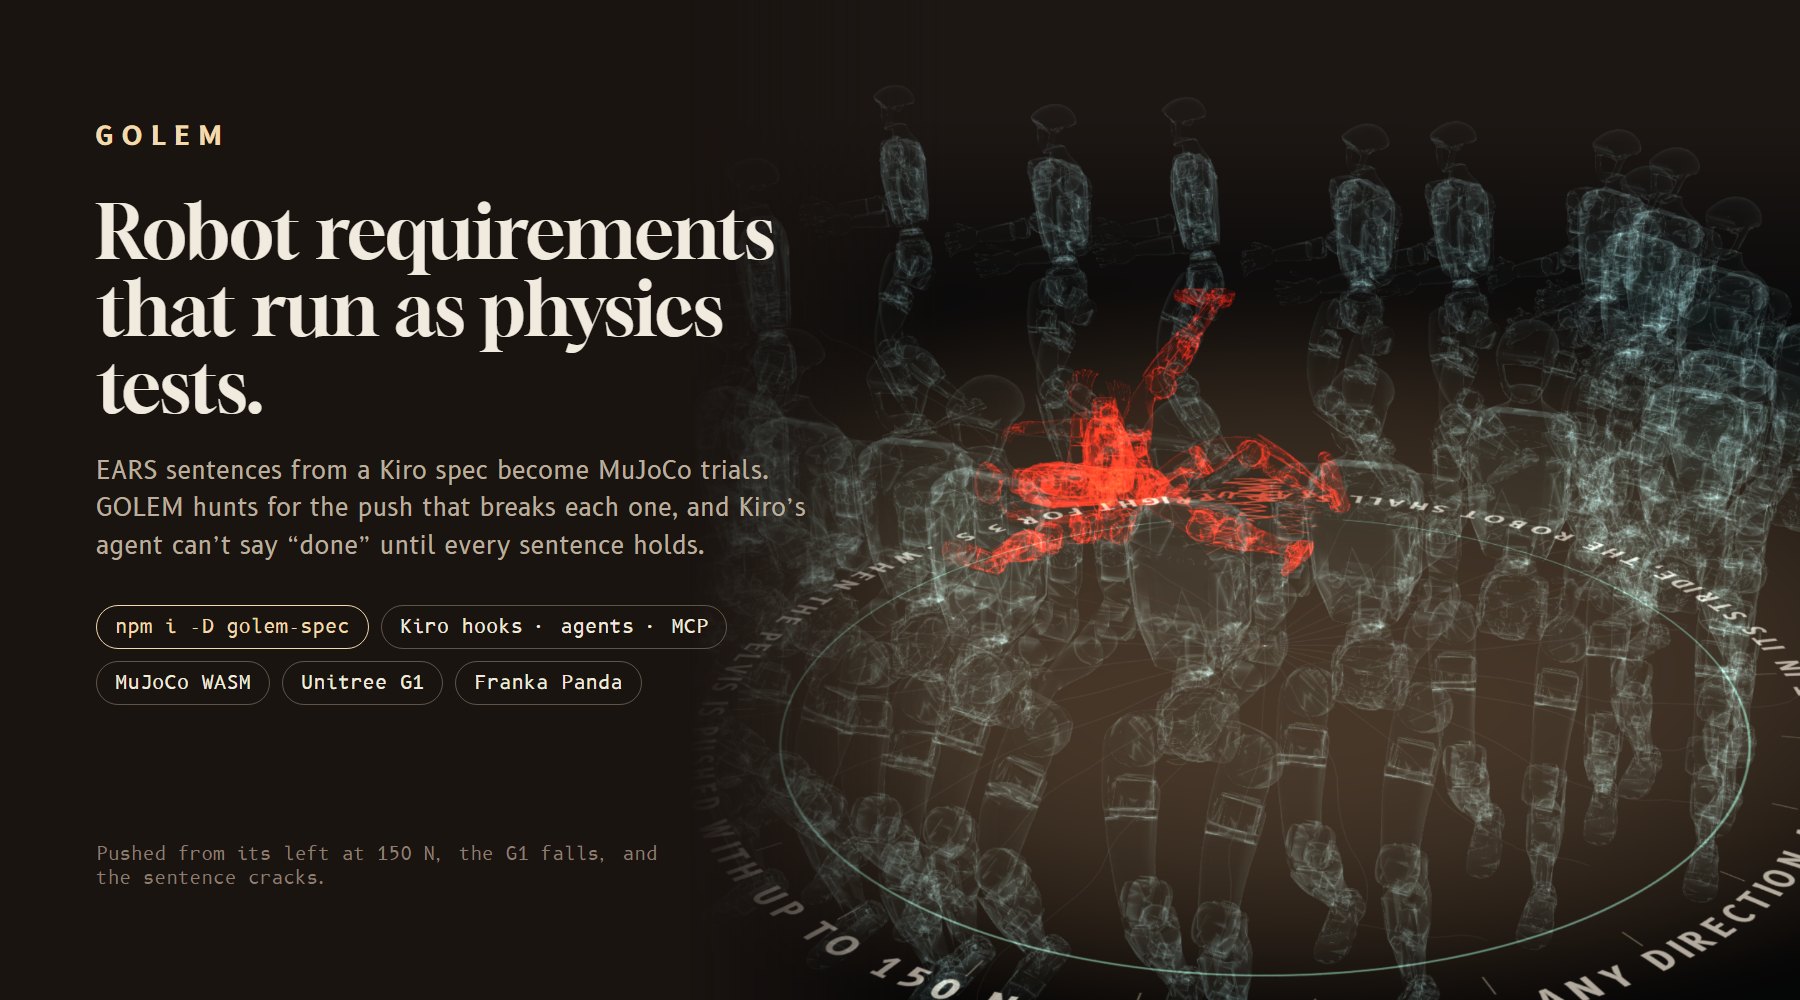 GOLEM
Robot requirements
that run as physics
tests.
EARS sentences from a Kiro spec become MuJoCo trials.
GOLEM hunts for the push that breaks each one, and Kiro’s
agent can’t say “done” until every sentence holds.
npm i -D golem-spec
Kiro hooks · agents · MCP
MuJoCo WASM
Unitree G1
Franka Panda
Pushed from its left at 150 N, the G1 falls, and
the sentence cracks.
WHEN THE PELVIS IS PUSHED WITH UP TO 150 N
ANY DIRECTION
IN ITS STRIDE, THE ROBOT SHALL
UPRIGHT FOR
S